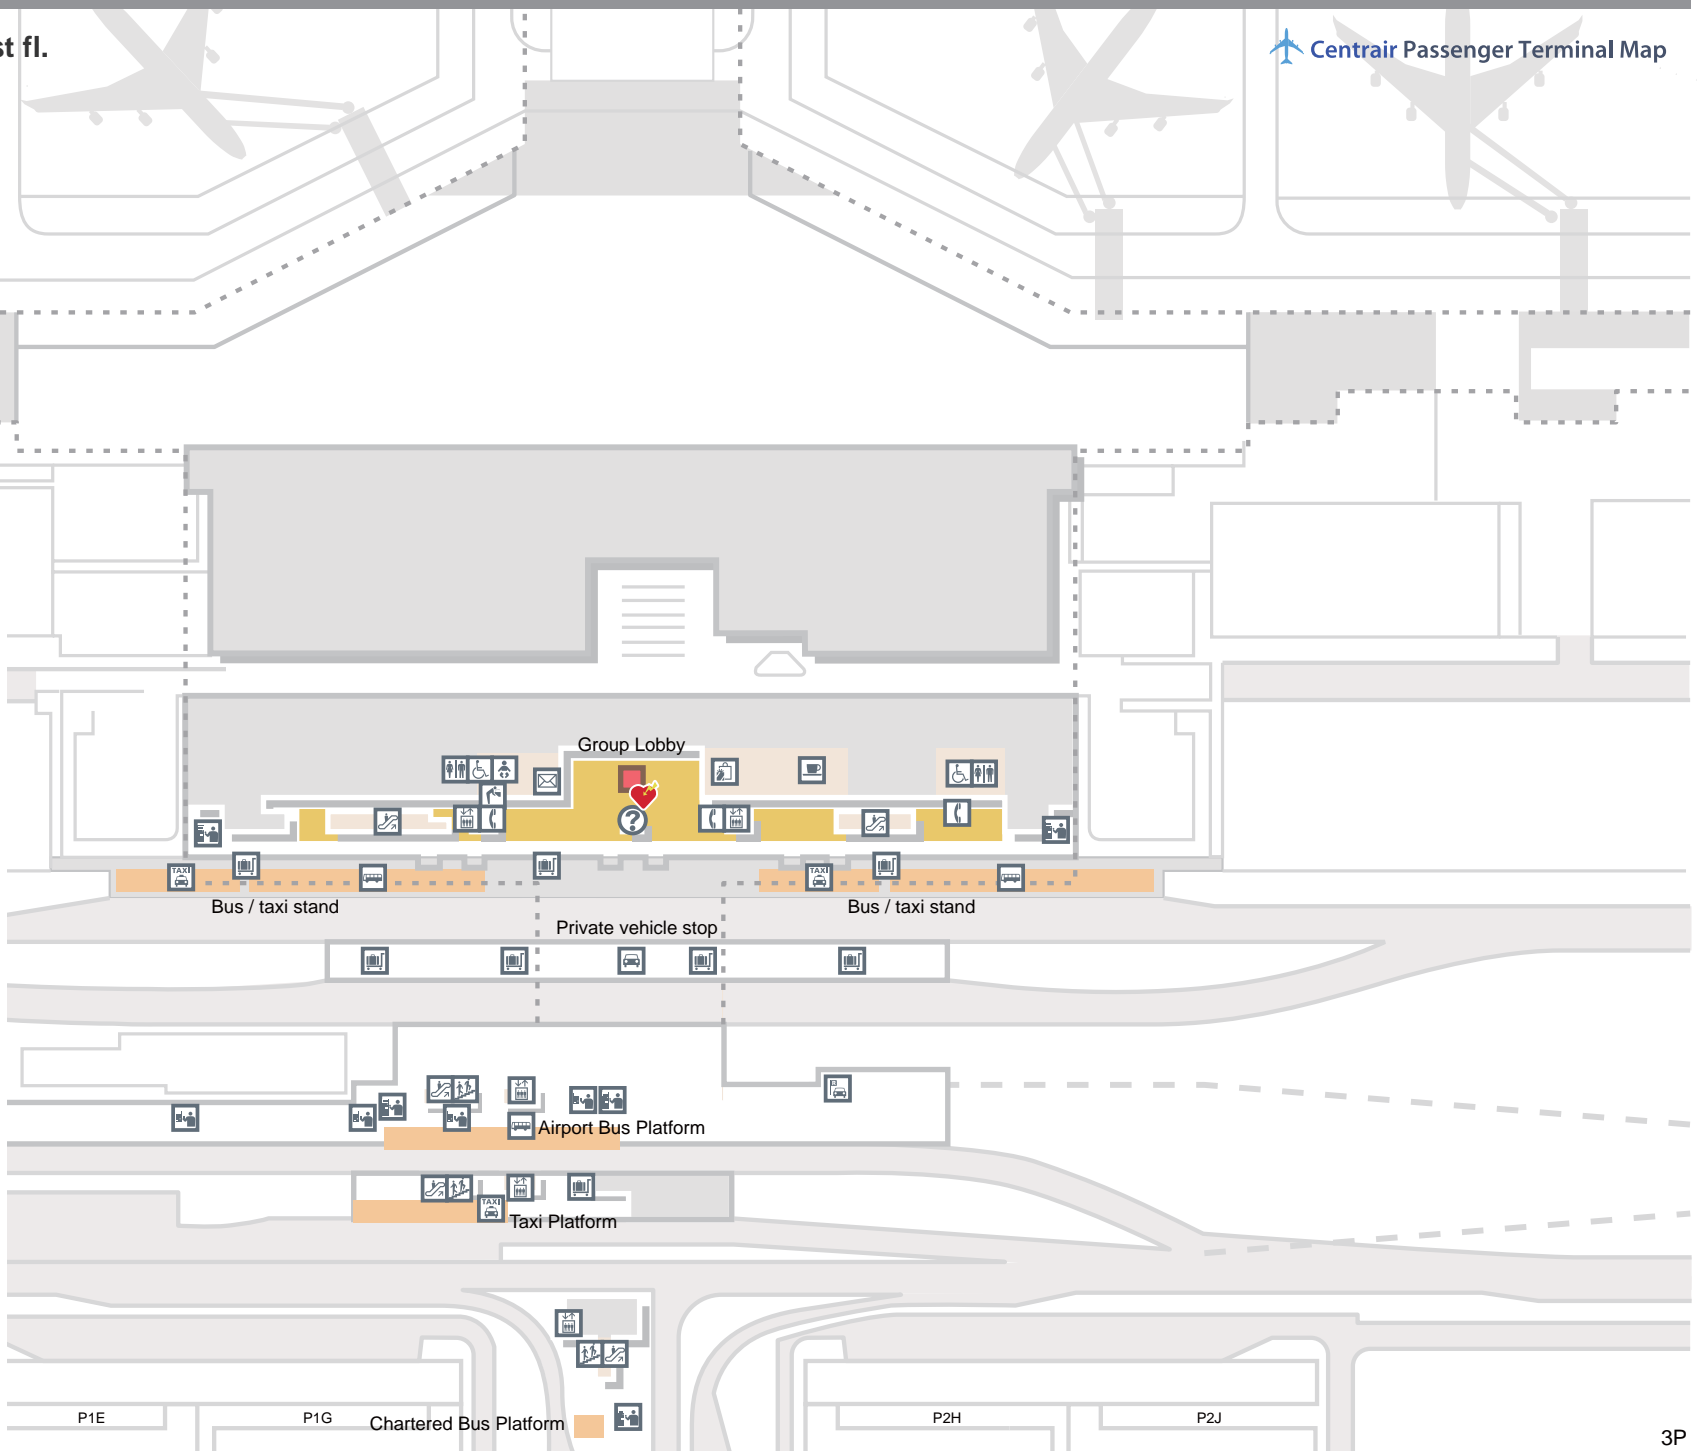 st fl.
Centrair Passenger Terminal Map
Group Lobby
?
TAXI
TAXI
Bus / taxi stand
Bus / taxi stand
Private vehicle stop
Airport Bus Platform
TAXI
Taxi Platform
P1E
P1G
Chartered Bus Platform
P2H
P2J
3P